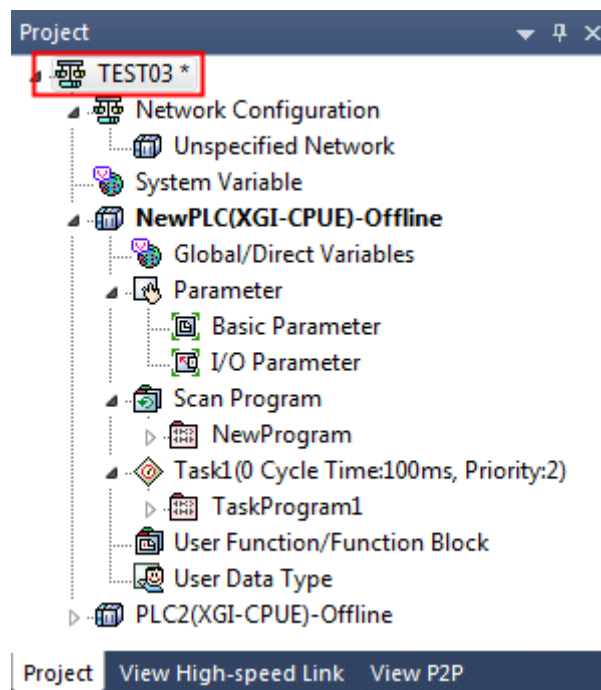 Project
TEST03 *
Network Configuration
Unspecified Network
System Variable
NewPLC(XGI-CPUE)-Offline
Global/Direct Variables
Parameter
Basic Parameter
I/O Parameter
Scan Program
NewProgram
Task1(0 Cycle Time:100ms, Priority:2)
TaskProgram1
User Function/Function Block
User Data Type
PLC2(XGI-CPUE)-Offline
Project View High-speed Link View P2P